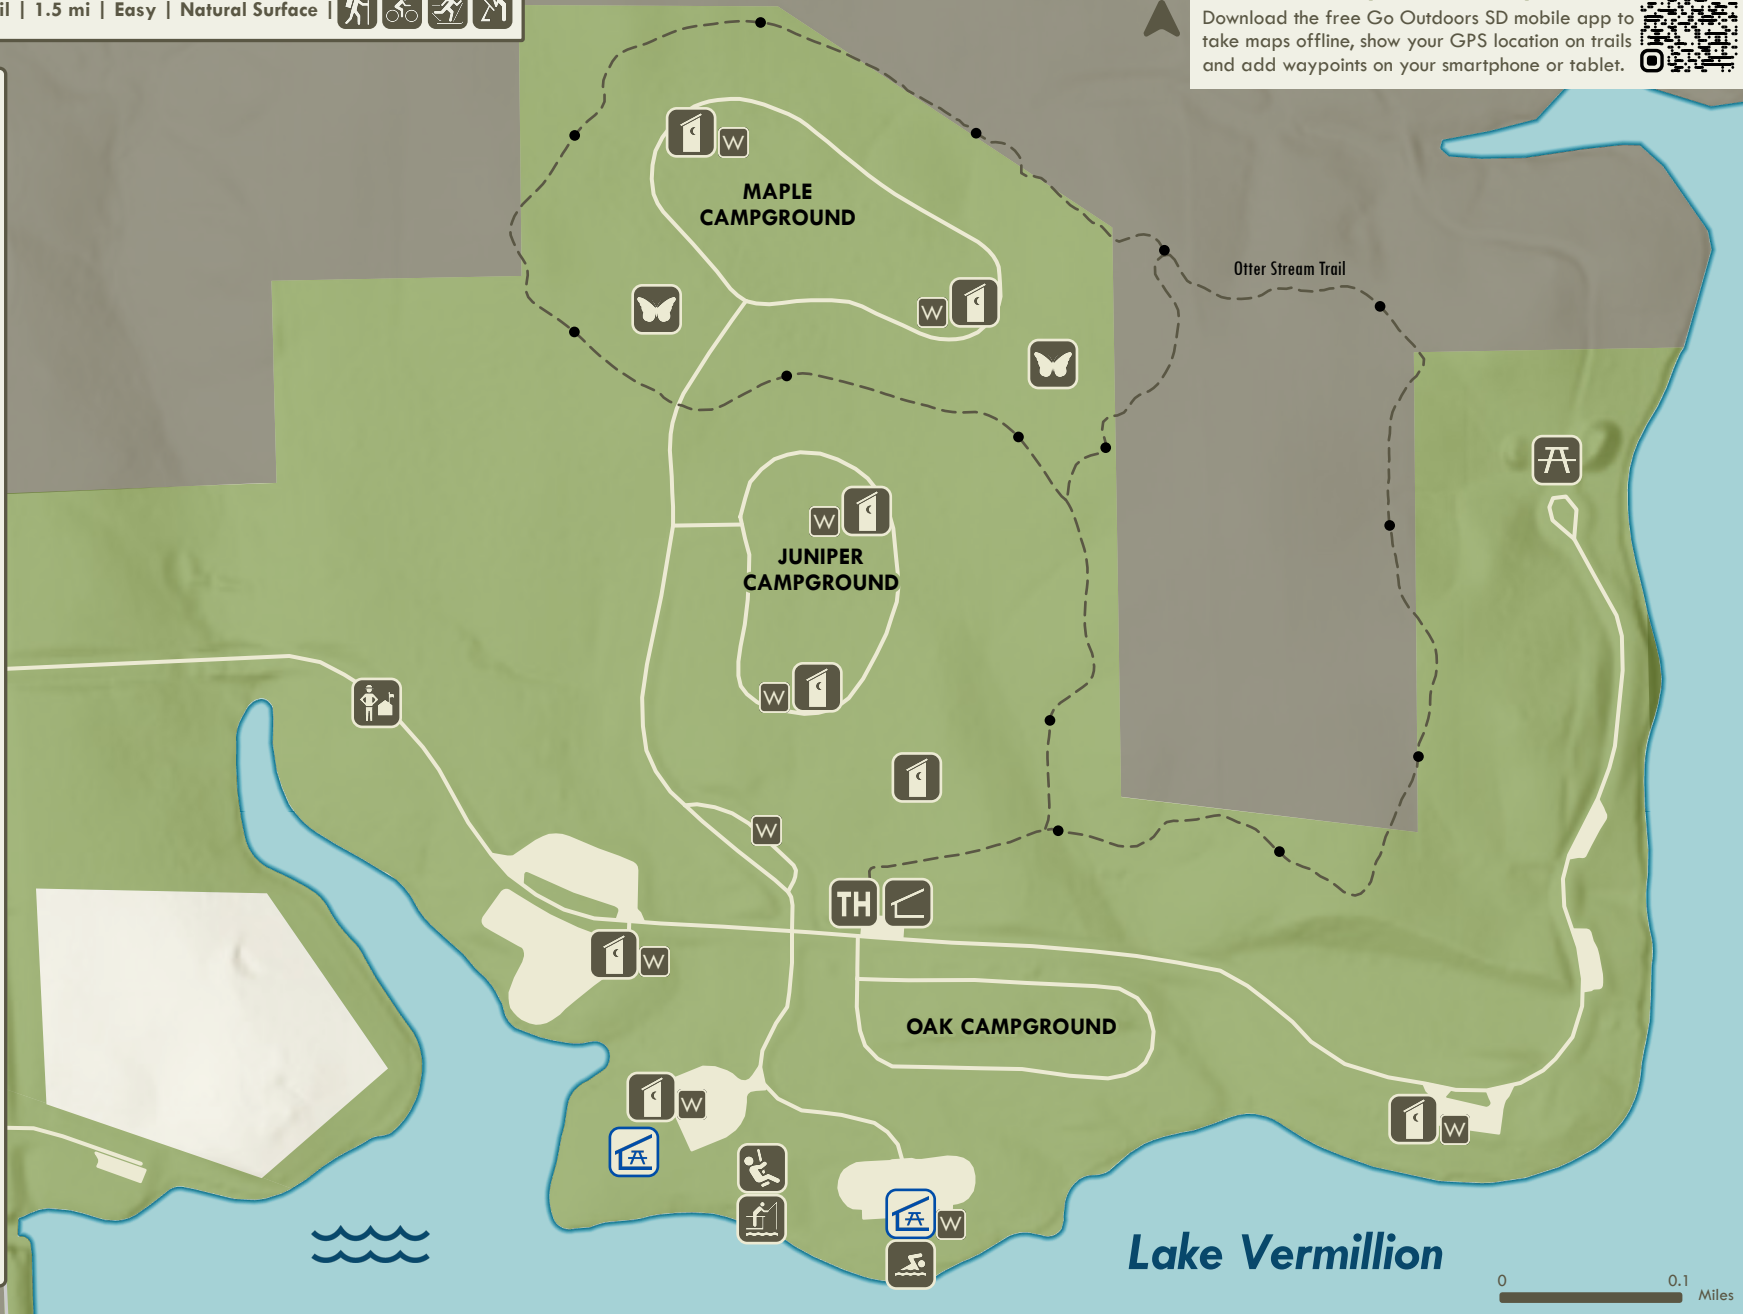 il | 1.5 mi | Easy | Natural Surface |
Download the free Go Outdoors SD mobile app to
take maps offline, show your GPS location on trails
and add waypoints on your smartphone or tablet.
W
MAPLE
CAMPGROUND
Otter Stream Trail
W
W
JUNIPER
CAMPGROUND
W
W
TH
W
OAK CAMPGROUND
W
W
W
Lake Vermillion
0 0.1
Miles